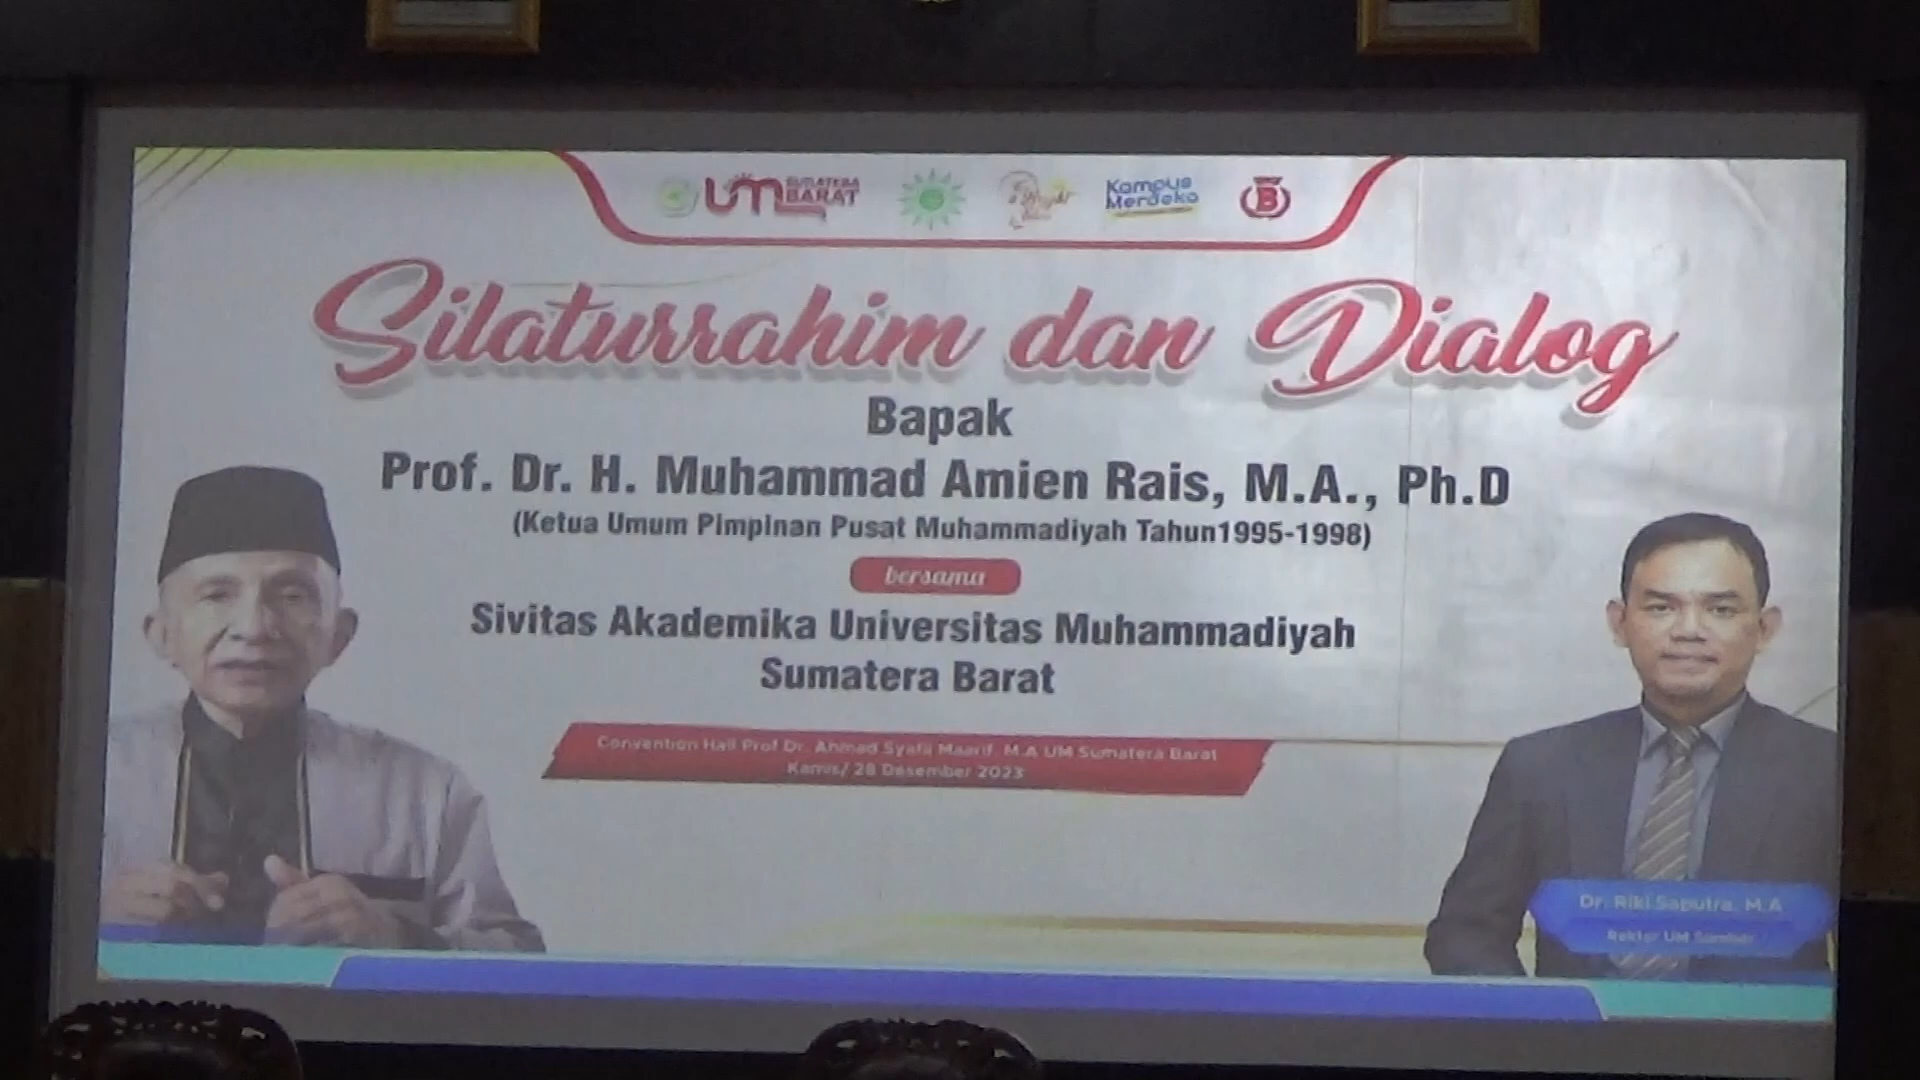 UM SUMATERA BARAT
Kampus Merdeka
B
Silaturrahim dan Dialog
Bapak
Prof. Dr. H. Muhammad Amien Rais, M.A., Ph.D
(Ketua Umum Pimpinan Pusat Muhammadiyah Tahun1995-1998)
bersama
Sivitas Akademika Universitas Muhammadiyah
Sumatera Barat
Convention Hall Prof Dr. Ahmad Syafii Maarif. M.A UM Sumatera Barat
Kamis/ 28 Desember 2023
Dr. Riki Saputra, M.A
Rektor UM Sumbar